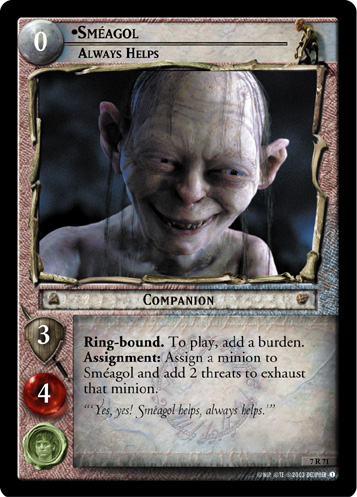 0
•Sméagol
Always Helps
Companion
3
Ring-bound. To play, add a burden.
Assignment: Assign a minion to
Sméagol and add 2 threats to exhaust
that minion.
4
“‘Yes, yes! Sméagol helps, always helps.’”
7 R 71